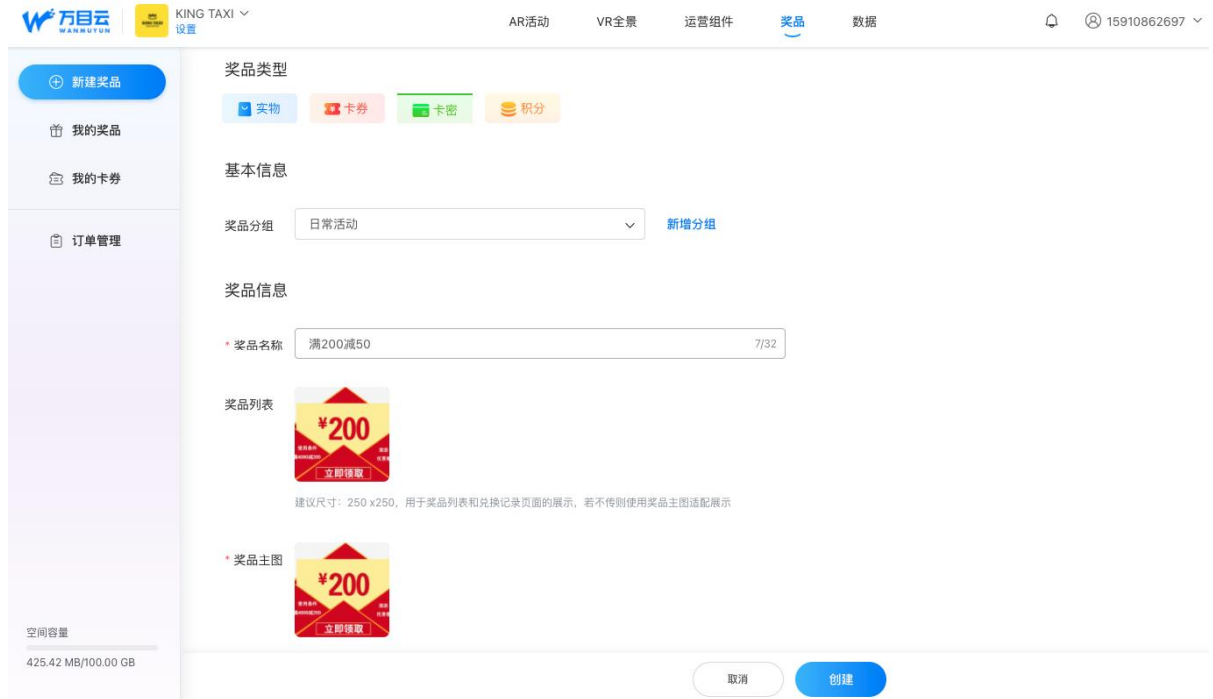 万目云
WANMUYUN
KING TAXI
设置
AR活动
VR全景
运营组件
奖品
数据
15910862697
新建奖品
我的奖品
我的卡券
订单管理
奖品类型
实物
卡券
卡密
积分
基本信息
奖品分组
日常活动
新增分组
奖品信息
* 奖品名称
满200减50
7/32
奖品列表
¥200
立即领取
建议尺寸：250 x250，用于奖品列表和兑换记录页面的展示，若不传则使用奖品主图适配展示
* 奖品主图
¥200
立即领取
空间容量
425.42 MB/100.00 GB
取消
创建